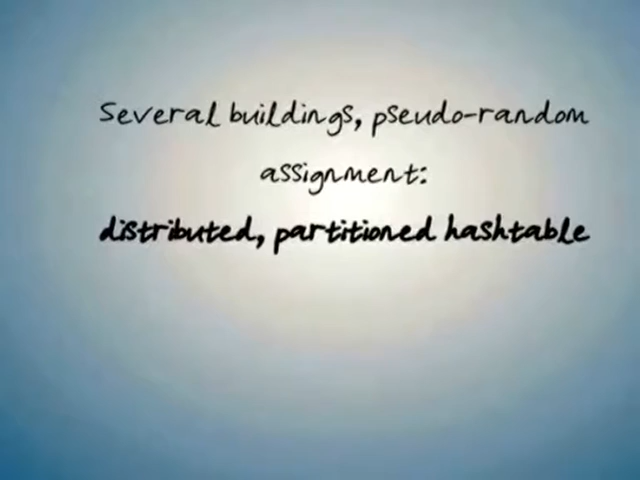 Several buildings, pseudo-random
assignment:
distributed, partitioned hashtable